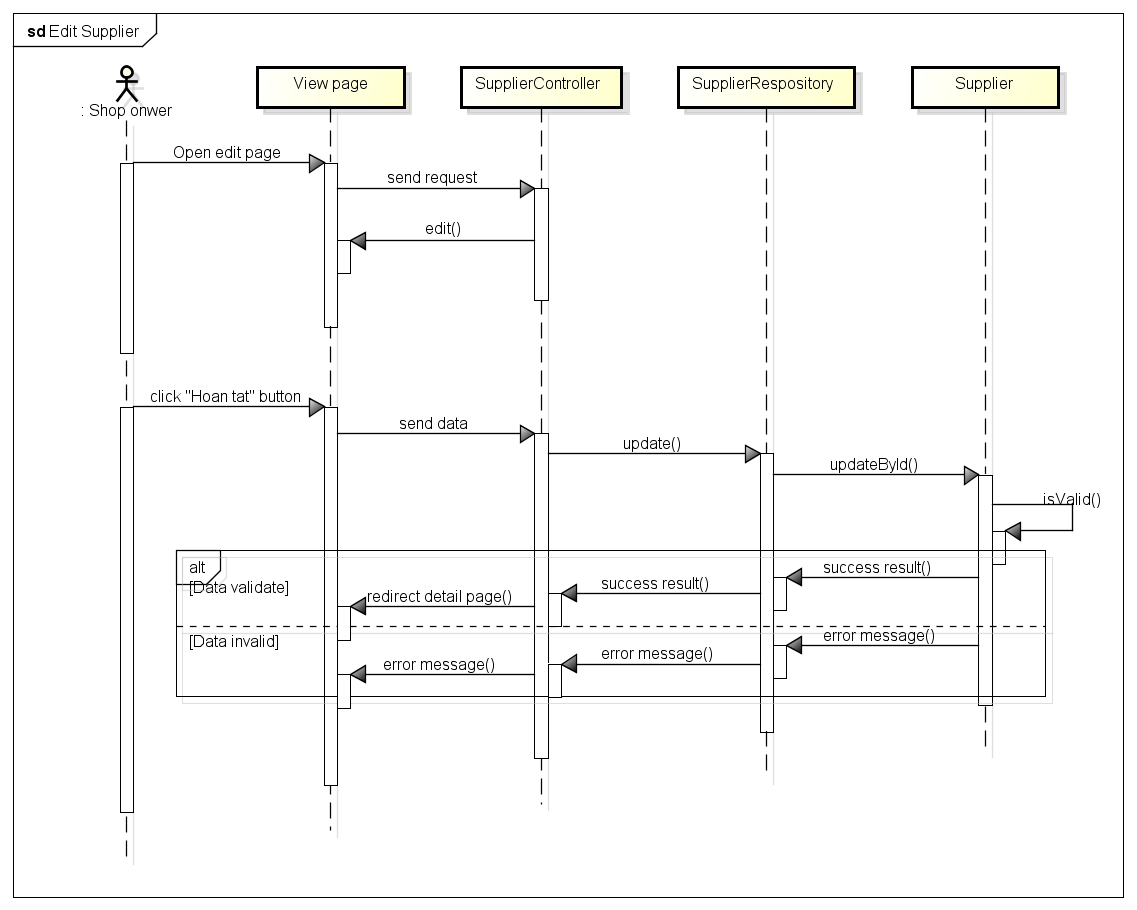 sd Edit Supplier
: Shop onwer
View page
SupplierController
SupplierRespository
Supplier
Open edit page
send request
edit()
click "Hoan tat" button
send data
update()
updateById()
isValid()
alt
[Data validate]
success result()
success result()
redirect detail page()
[Data invalid]
error message()
error message()
error message()